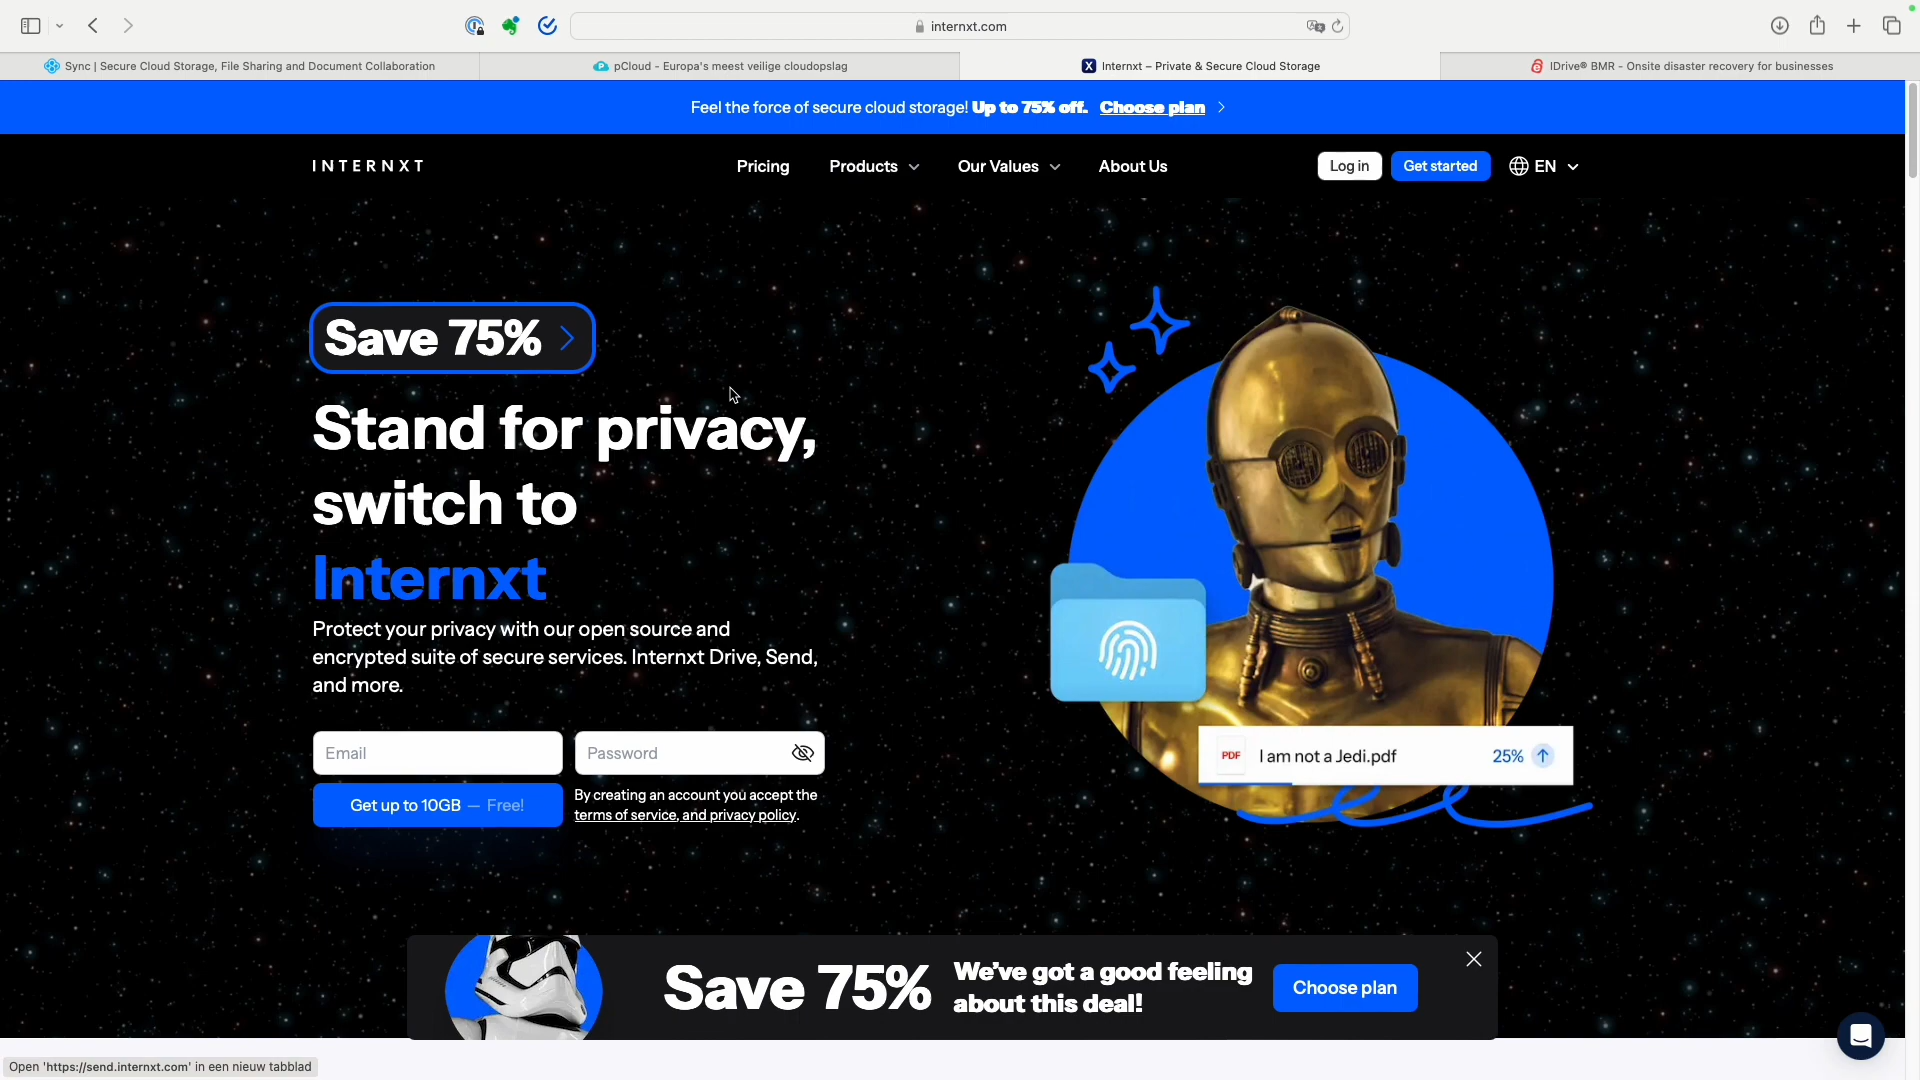 internxt.com
Sync | Secure Cloud Storage, File Sharing and Document Collaboration
pCloud - Europa's meest veilige cloudopslag
Internxt – Private & Secure Cloud Storage
IDrive® BMR - Onsite disaster recovery for businesses
Feel the force of secure cloud storage! Up to 75% off. Choose plan
INTERNXT
Pricing
Products
Our Values
About Us
Log in
Get started
EN
Save 75%
Stand for privacy,
switch to
Internxt
Protect your privacy with our open source and
encrypted suite of secure services. Internxt Drive, Send,
and more.
Email
Password
Get up to 10GB — Free!
By creating an account you accept the
terms of service, and privacy policy.
PDF
I am not a Jedi.pdf
25%
Save 75%
We've got a good feeling
about this deal!
Choose plan
Open 'https://send.internxt.com' in een nieuw tabblad